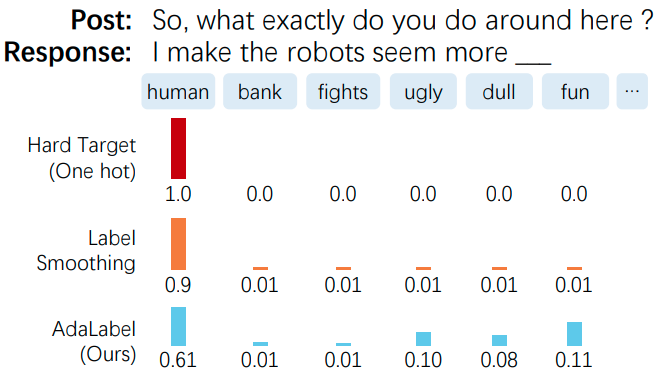 Post: So, what exactly do you do around here ?
Response: I make the robots seem more ___
human bank fights ugly dull fun ...
Hard Target
(One hot)
1.0 0.0 0.0 0.0 0.0 0.0
Label
Smoothing
0.9 0.01 0.01 0.01 0.01 0.01
AdaLabel
(Ours)
0.61 0.01 0.01 0.10 0.08 0.11